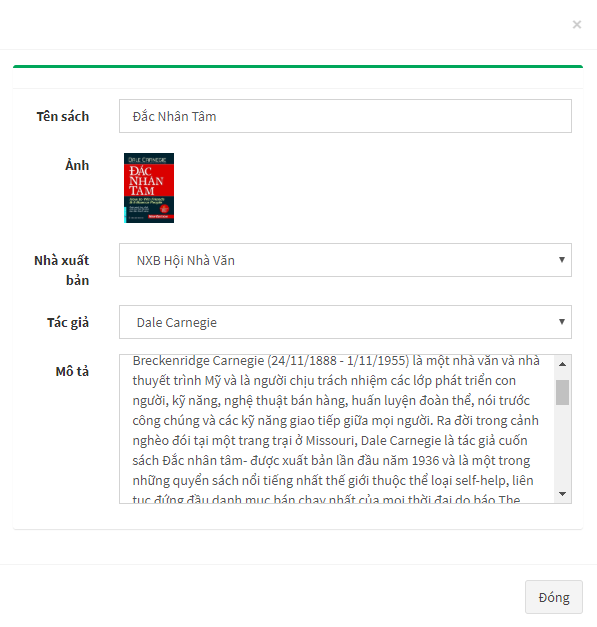 ×
Tên sách
Đắc Nhân Tâm
Ảnh
DALE CARNEGIE
ĐẮC
NHÂN
TÂM
How to Win Friends
& Influence People
Nhà xuất
bản
NXB Hội Nhà Văn
Tác giả
Dale Carnegie
Mô tả
Breckenridge Carnegie (24/11/1888 - 1/11/1955) là một nhà văn và nhà
thuyết trình Mỹ và là người chịu trách nhiệm các lớp phát triển con
người, kỹ năng, nghệ thuật bán hàng, huấn luyện đoàn thể, nói trước
công chúng và các kỹ năng giao tiếp giữa mọi người. Ra đời trong cảnh
nghèo đói tại một trang trại ở Missouri, Dale Carnegie là tác giả cuốn
sách Đắc nhân tâm- được xuất bản lần đầu năm 1936 và là một trong
những quyển sách nổi tiếng nhất thế giới thuộc thể loại self-help, liên
tục đứng đầu danh mục bán chạy nhất của mọi thời đại do báo The
Đóng